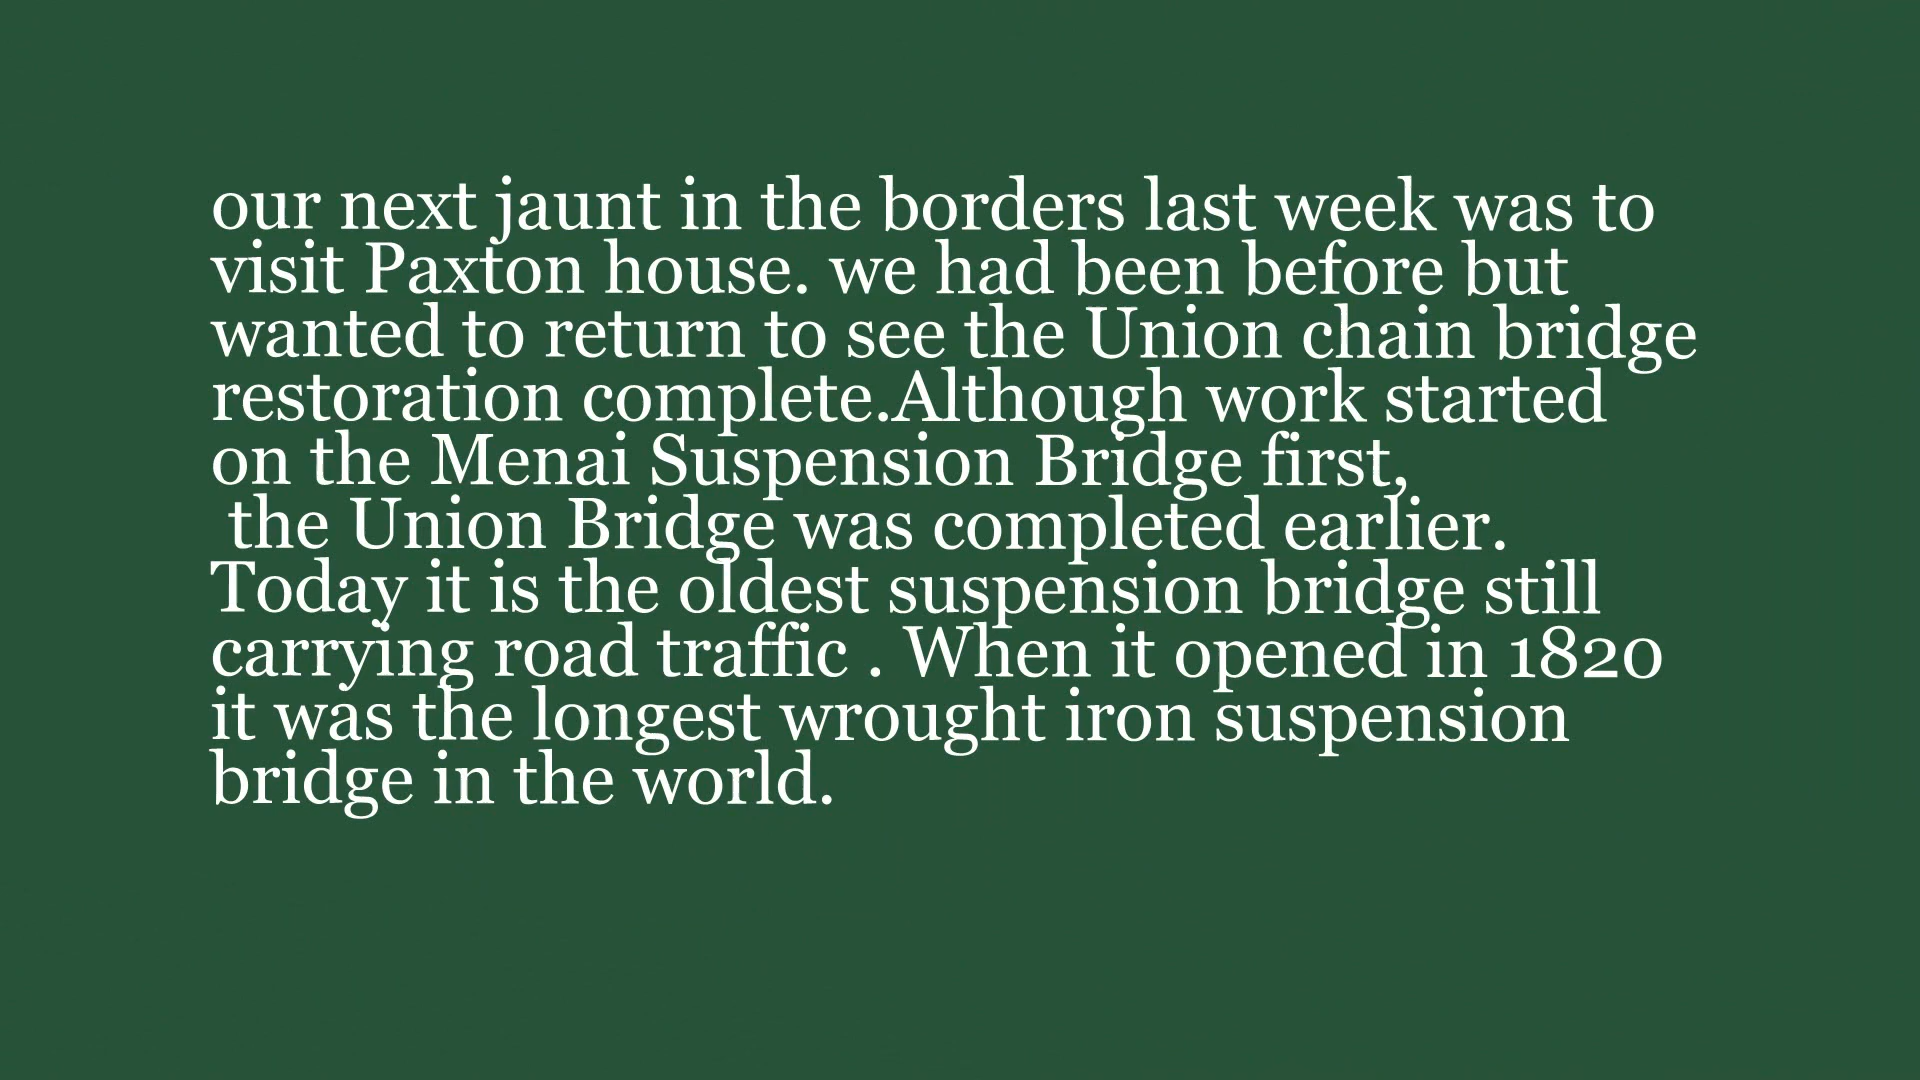 our next jaunt in the borders last week was to
visit Paxton house. we had been before but
wanted to return to see the Union chain bridge
restoration complete.Although work started
on the Menai Suspension Bridge first,
the Union Bridge was completed earlier.
Today it is the oldest suspension bridge still
carrying road traffic . When it opened in 1820
it was the longest wrought iron suspension
bridge in the world.